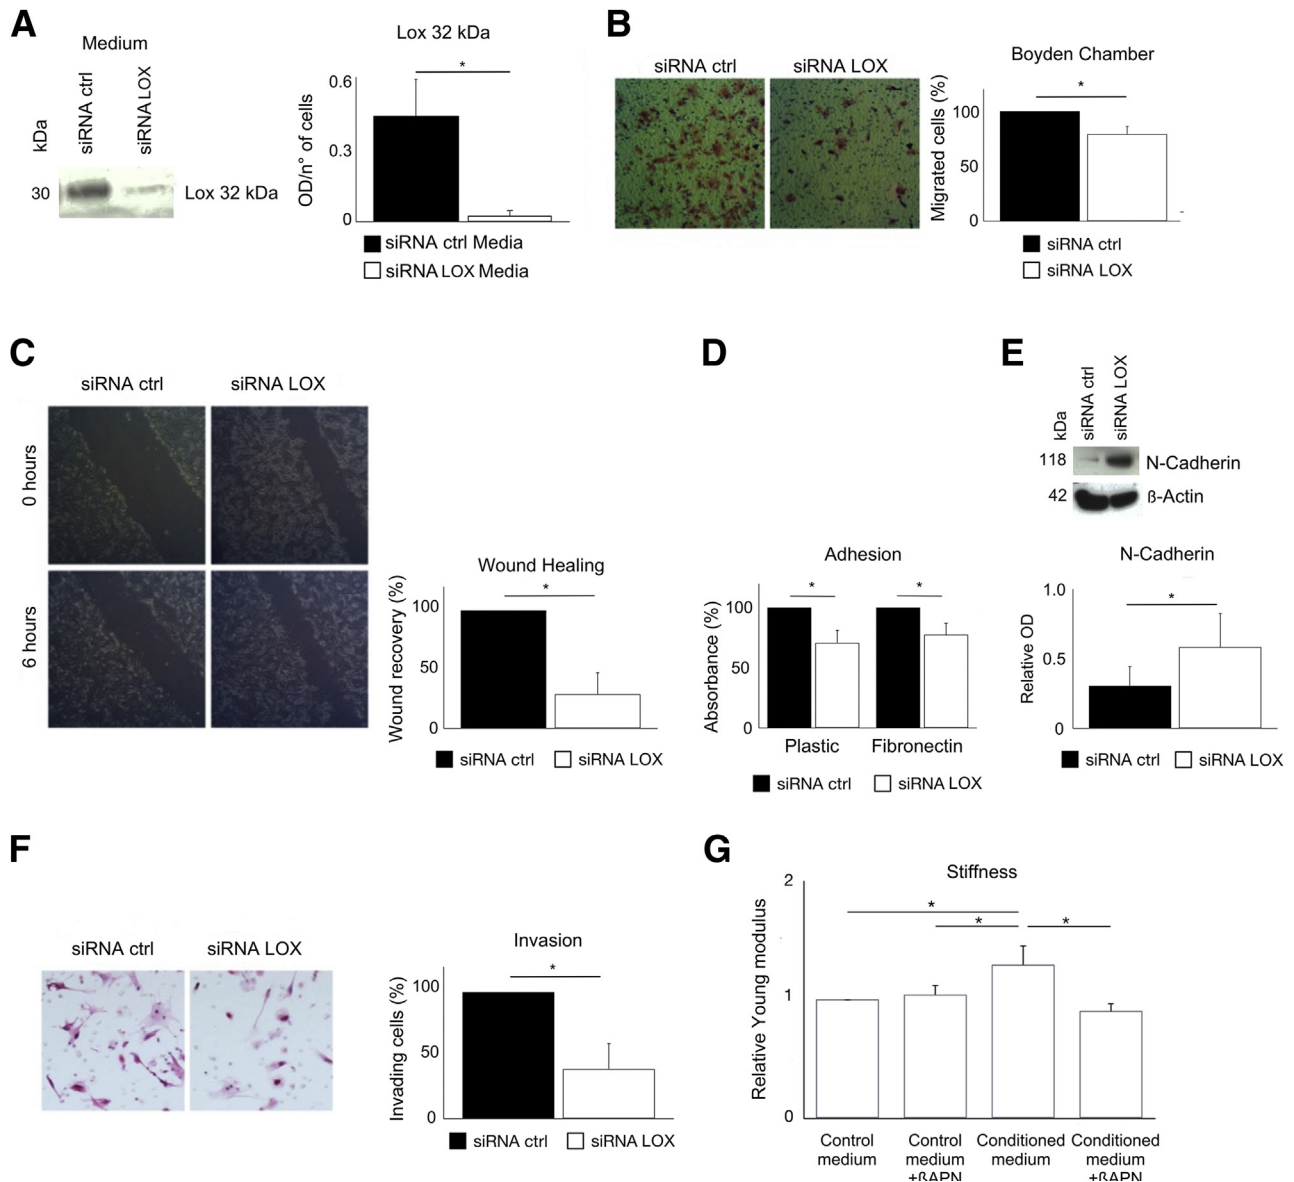 A
Medium
kDa
siRNA ctrl
siRNA LOX
30
Lox 32 kDa
Lox 32 kDa
*
OD/n° of cells
0.6
0.3
0
siRNA ctrl Media
siRNA LOX Media
B
siRNA ctrl
siRNA LOX
Boyden Chamber
*
Migrated cells (%)
100
50
0
siRNA ctrl
siRNA LOX
C
siRNA ctrl
siRNA LOX
0 hours
6 hours
Wound Healing
*
Wound recovery (%)
100
50
0
siRNA ctrl
siRNA LOX
D
Adhesion
*
*
Absorbance (%)
100
50
0
Plastic
Fibronectin
siRNA ctrl
siRNA LOX
E
kDa
siRNA ctrl
siRNA LOX
118
N-Cadherin
42
ß-Actin
N-Cadherin
*
Relative OD
1.0
0.5
0
siRNA ctrl
siRNA LOX
F
siRNA ctrl
siRNA LOX
Invasion
*
Invading cells (%)
100
50
0
siRNA ctrl
siRNA LOX
G
Stiffness
*
*
*
Relative Young modulus
2
1
0
Control
medium
Control
medium
+ßAPN
Conditioned
medium
Conditioned
medium
+ßAPN